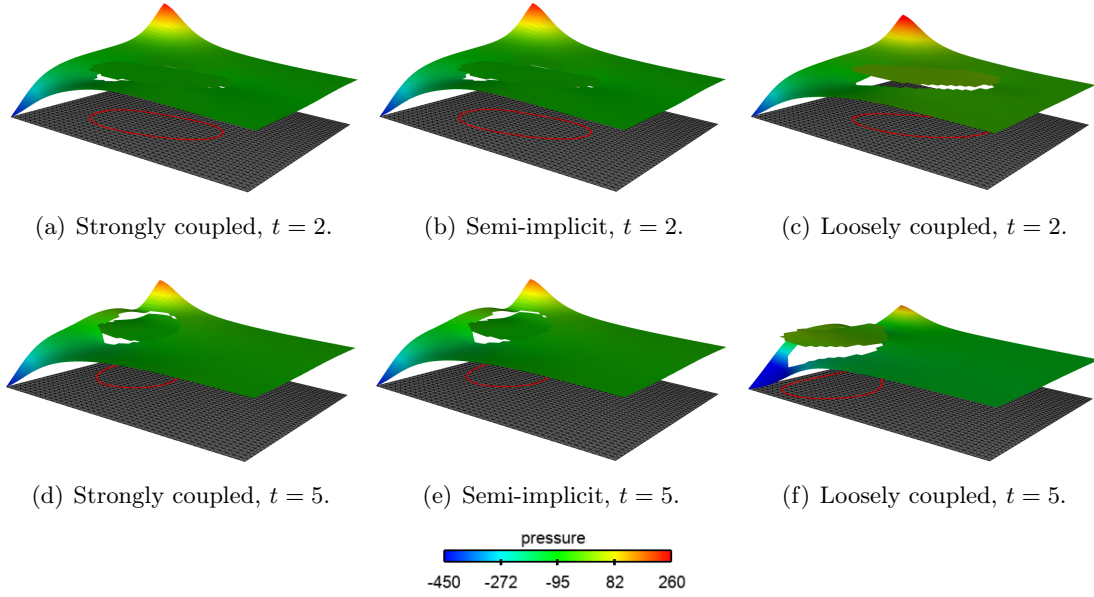 (a) Strongly coupled, t = 2.
(b) Semi-implicit, t = 2.
(c) Loosely coupled, t = 2.
(d) Strongly coupled, t = 5.
(e) Semi-implicit, t = 5.
(f) Loosely coupled, t = 5.
pressure
-450 -272 -95 82 260